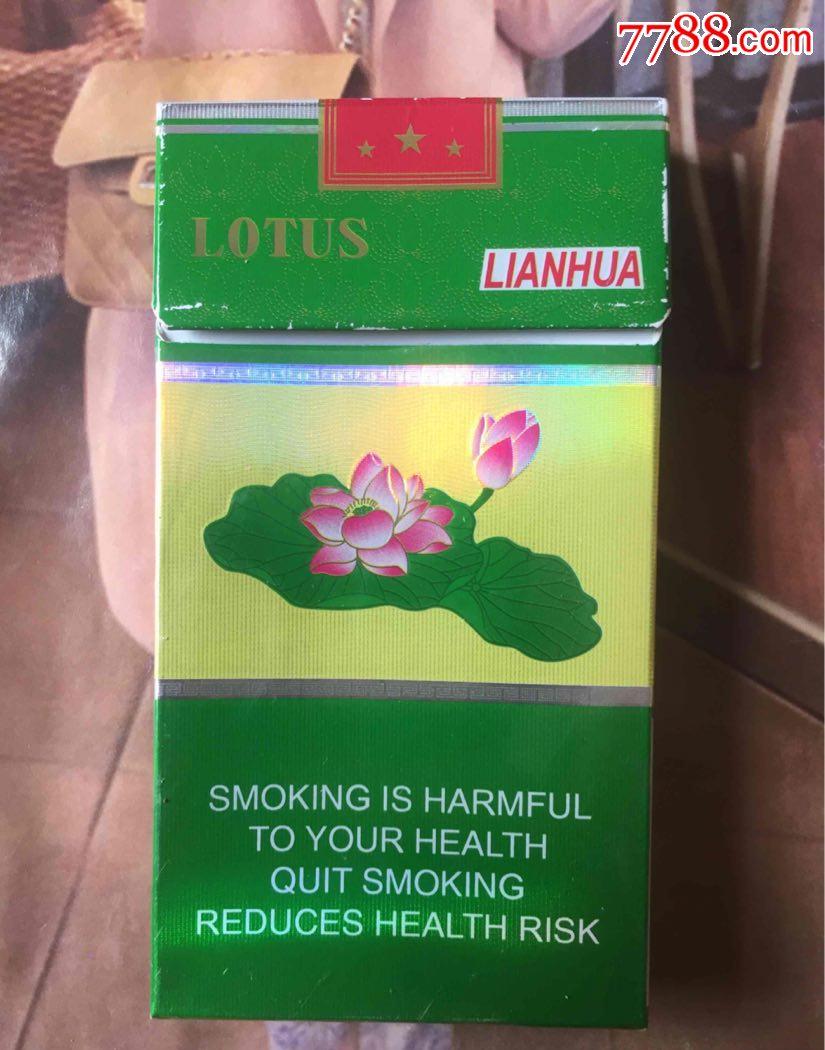 7788.com
LOTUS
LIANHUA
SMOKING IS HARMFUL
TO YOUR HEALTH
QUIT SMOKING
REDUCES HEALTH RISK